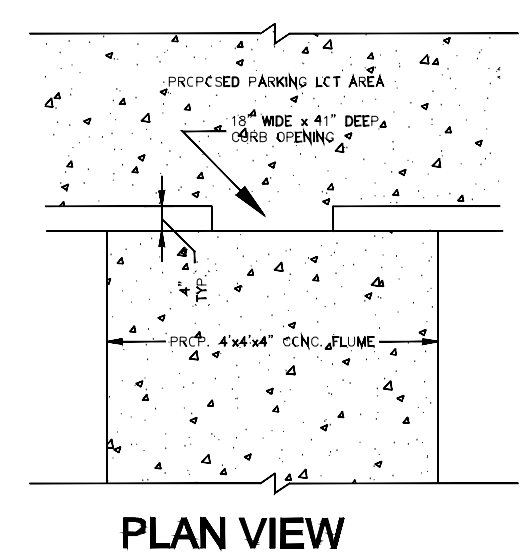 PROPOSED PARKING LOT AREA
18" WIDE x 41" DEEP
CURB OPENING
4"
TYP
PROP. 4'x4'x4" CONC. FLUME
PLAN VIEW